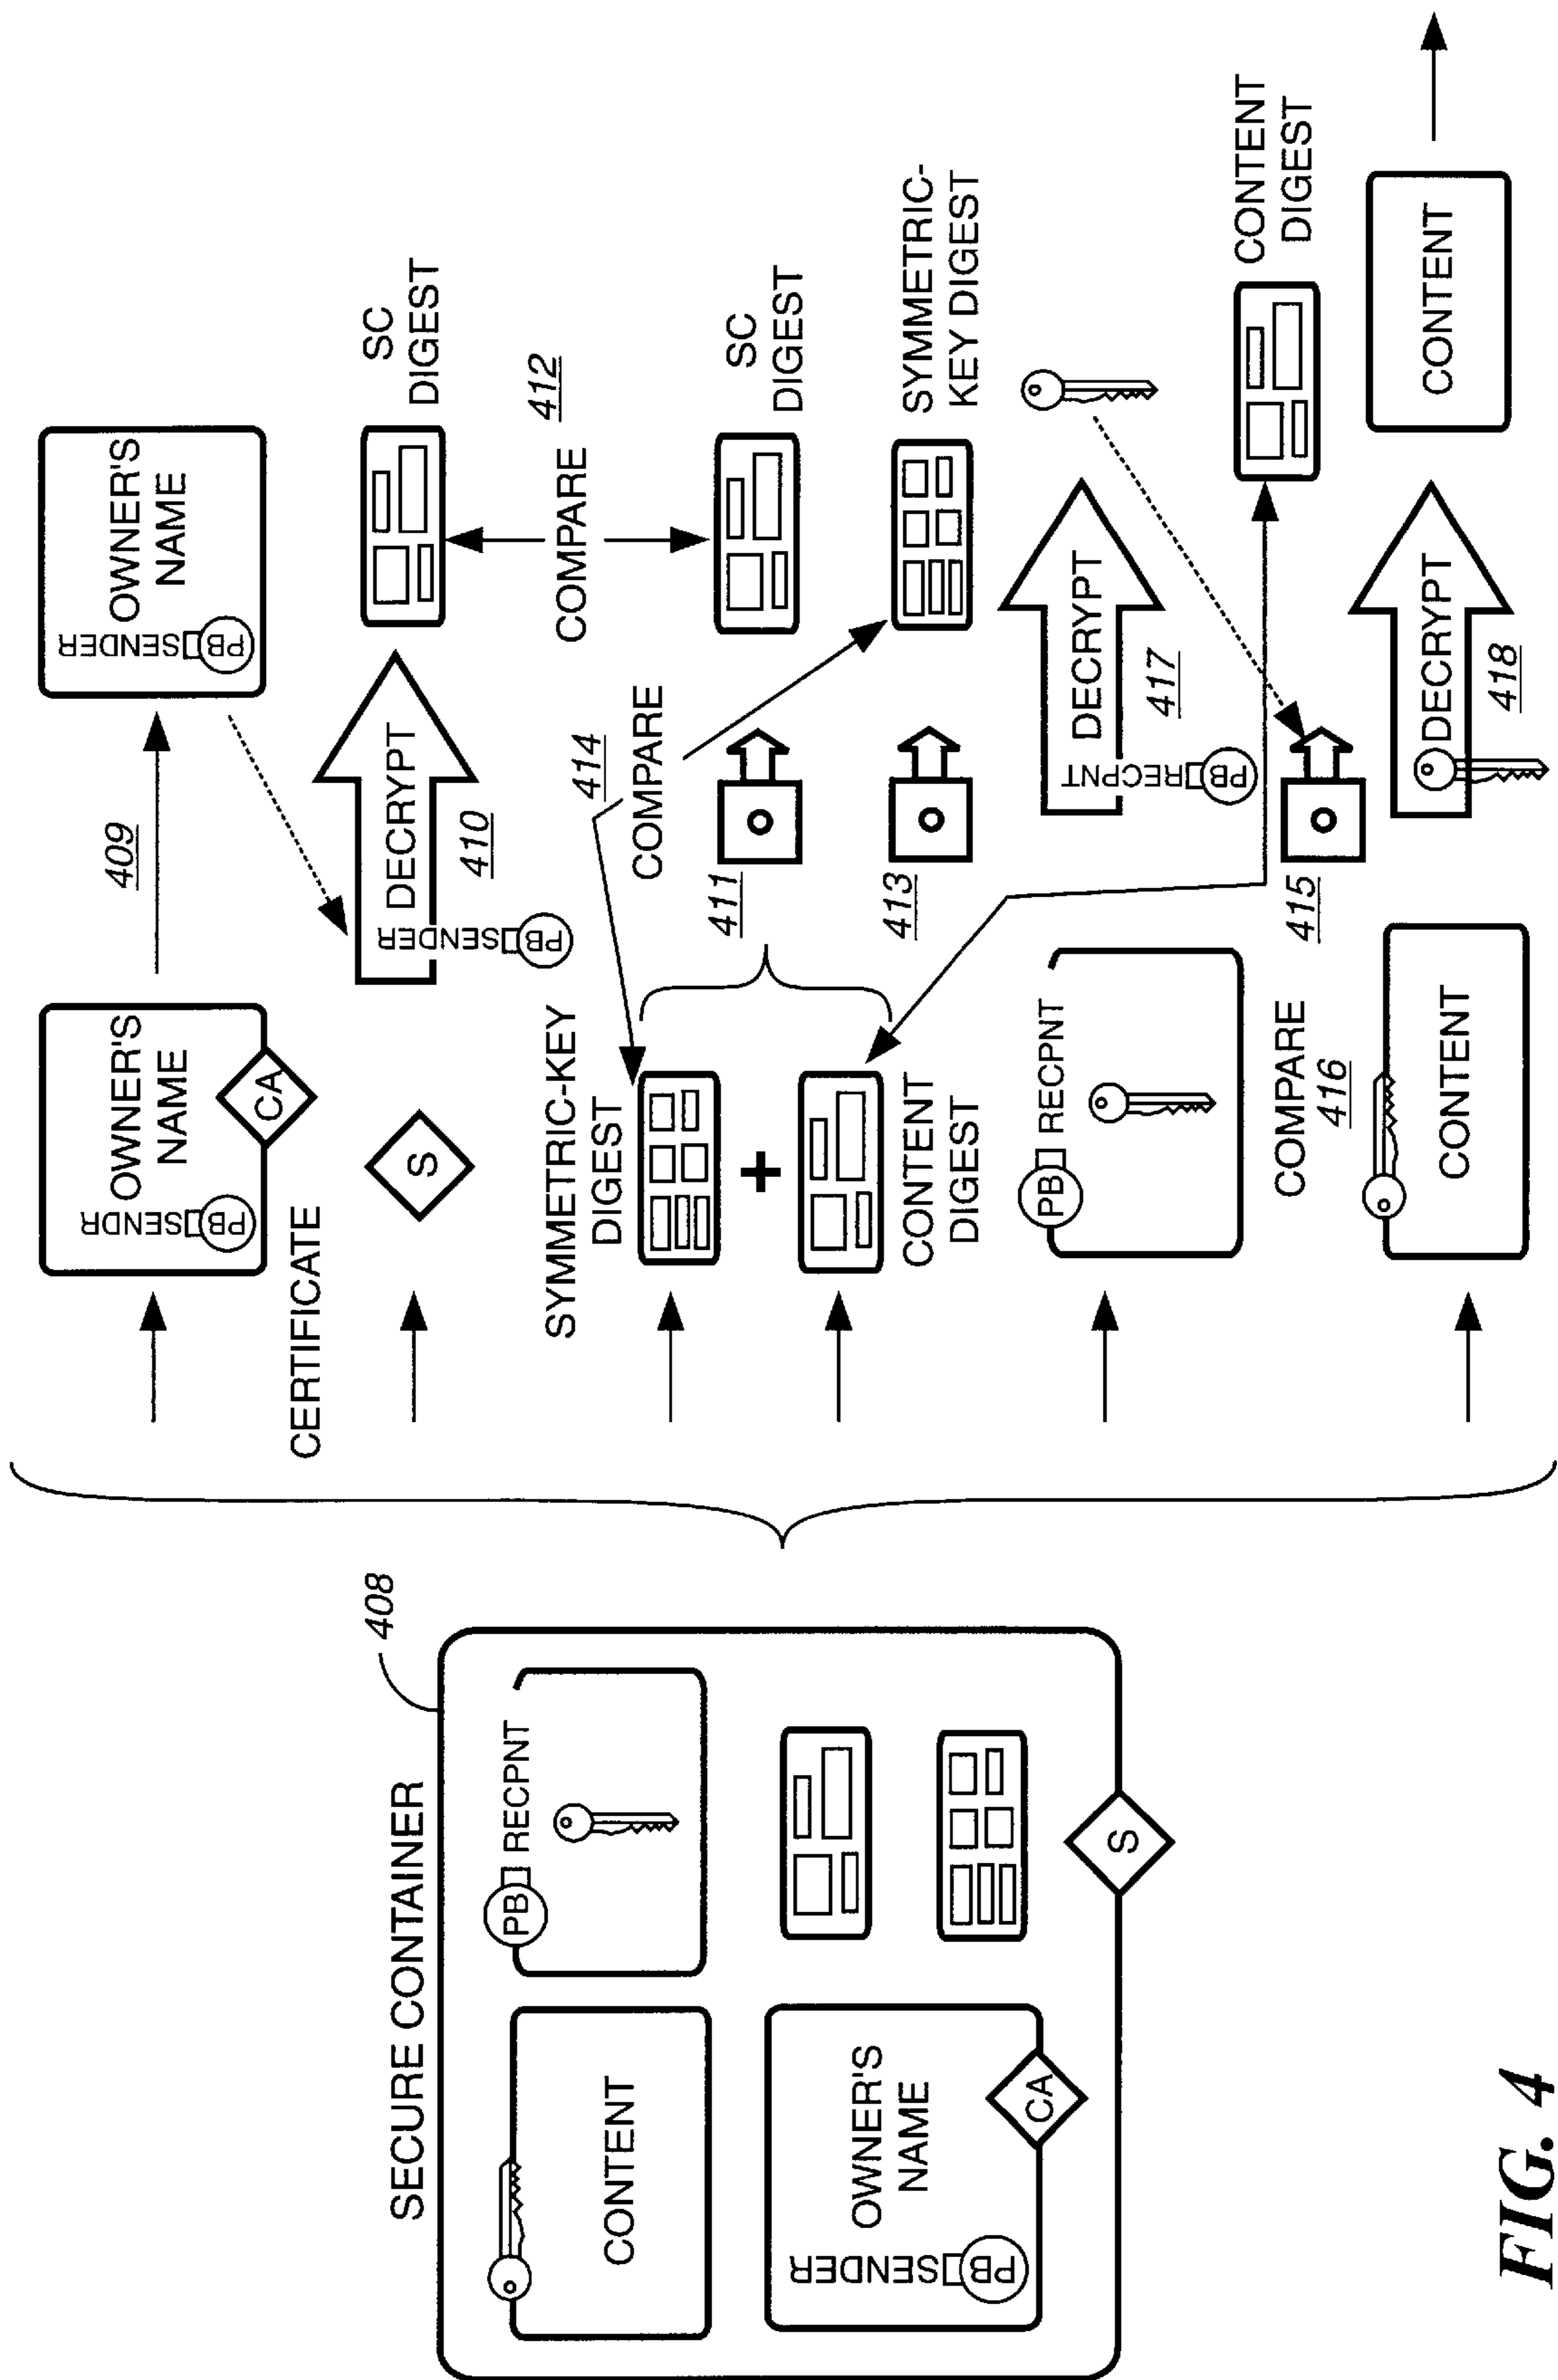 SECURE CONTAINER
408
CONTENT
PB RECPNT
PB SENDER
OWNER'S
NAME
CA
S
FIG. 4
PB SENDR
OWNER'S
NAME
CA
CERTIFICATE
409
PB SENDER
OWNER'S
NAME
S
PB SENDER
DECRYPT
410
SC
DIGEST
COMPARE
412
SYMMETRIC-KEY
DIGEST
+
CONTENT
DIGEST
414
COMPARE
411
SC
DIGEST
413
SYMMETRIC-
KEY DIGEST
PB RECPNT
PB RECPNT
DECRYPT
417
COMPARE
416
415
CONTENT
DIGEST
CONTENT
DECRYPT
418
CONTENT